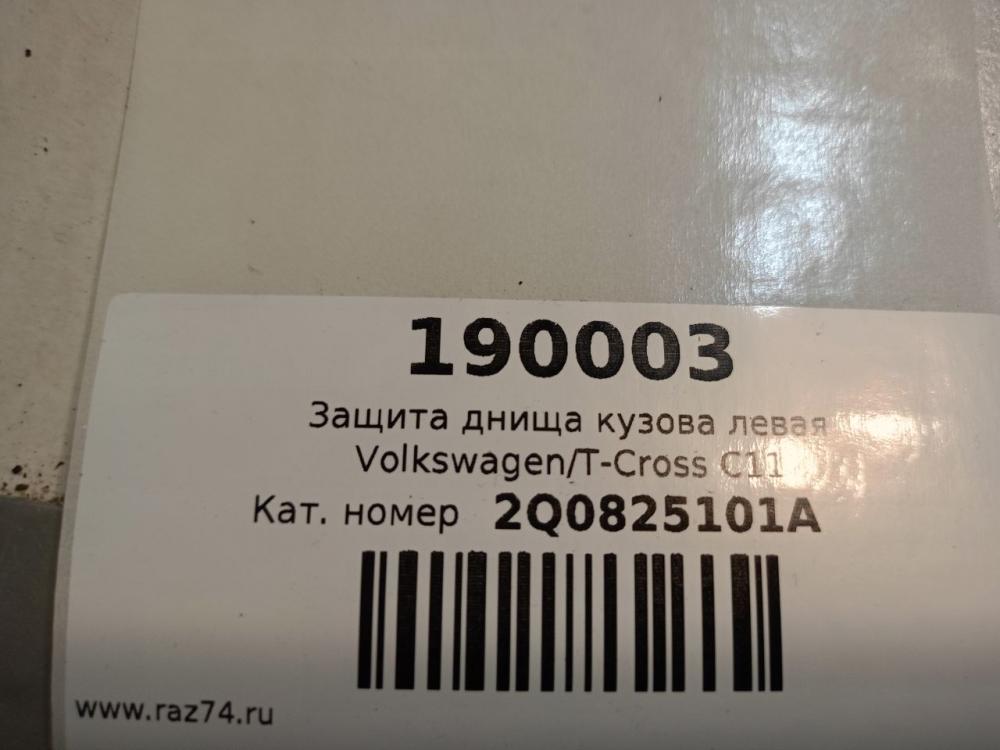 190003
Защита днища кузова левая
Volkswagen/T-Cross C11
Кат. номер 2Q0825101A
www.raz74.ru